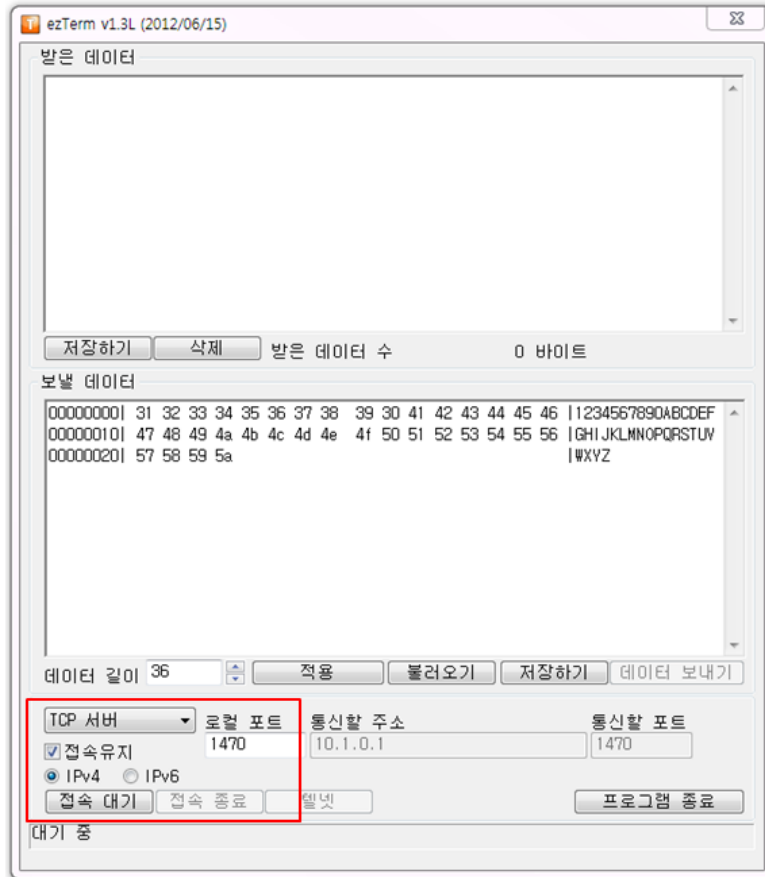 ezTerm v1.3L (2012/06/15)
받은 데이터
저장하기 삭제 받은 데이터 수 0 바이트
보낼 데이터
00000000| 31 32 33 34 35 36 37 38 39 30 41 42 43 44 45 46 |1234567890ABCDEF
00000010| 47 48 49 4a 4b 4c 4d 4e 4f 50 51 52 53 54 55 56 |GHIJKLMNOPQRSTUV
00000020| 57 58 59 5a |WXYZ
데이터 길이 36 적용 불러오기 저장하기 데이터 보내기
TCP 서버 로컬 포트 통신할 주소 통신할 포트
접속유지 1470 10.1.0.1 1470
IPv4 IPv6
접속 대기 접속 종료 텔넷 프로그램 종료
대기 중